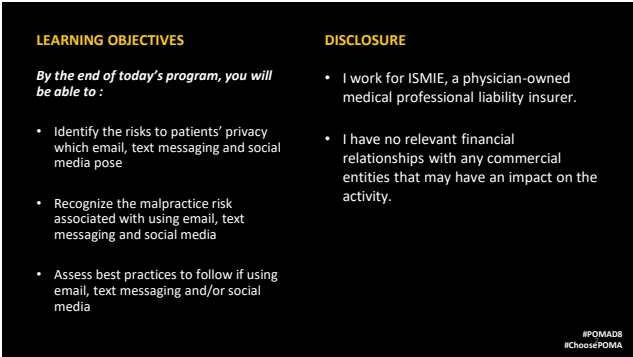 LEARNING OBJECTIVES
By the end of today's program, you will
be able to :
• Identify the risks to patients' privacy
which email, text messaging and social
media pose
• Recognize the malpractice risk
associated with using email, text
messaging and social media
• Assess best practices to follow if using
email, text messaging and/or social
media
DISCLOSURE
• I work for ISMIE, a physician-owned
medical professional liability insurer.
• I have no relevant financial
relationships with any commercial
entities that may have an impact on the
activity.
#POMAD8
#ChoosePOMA